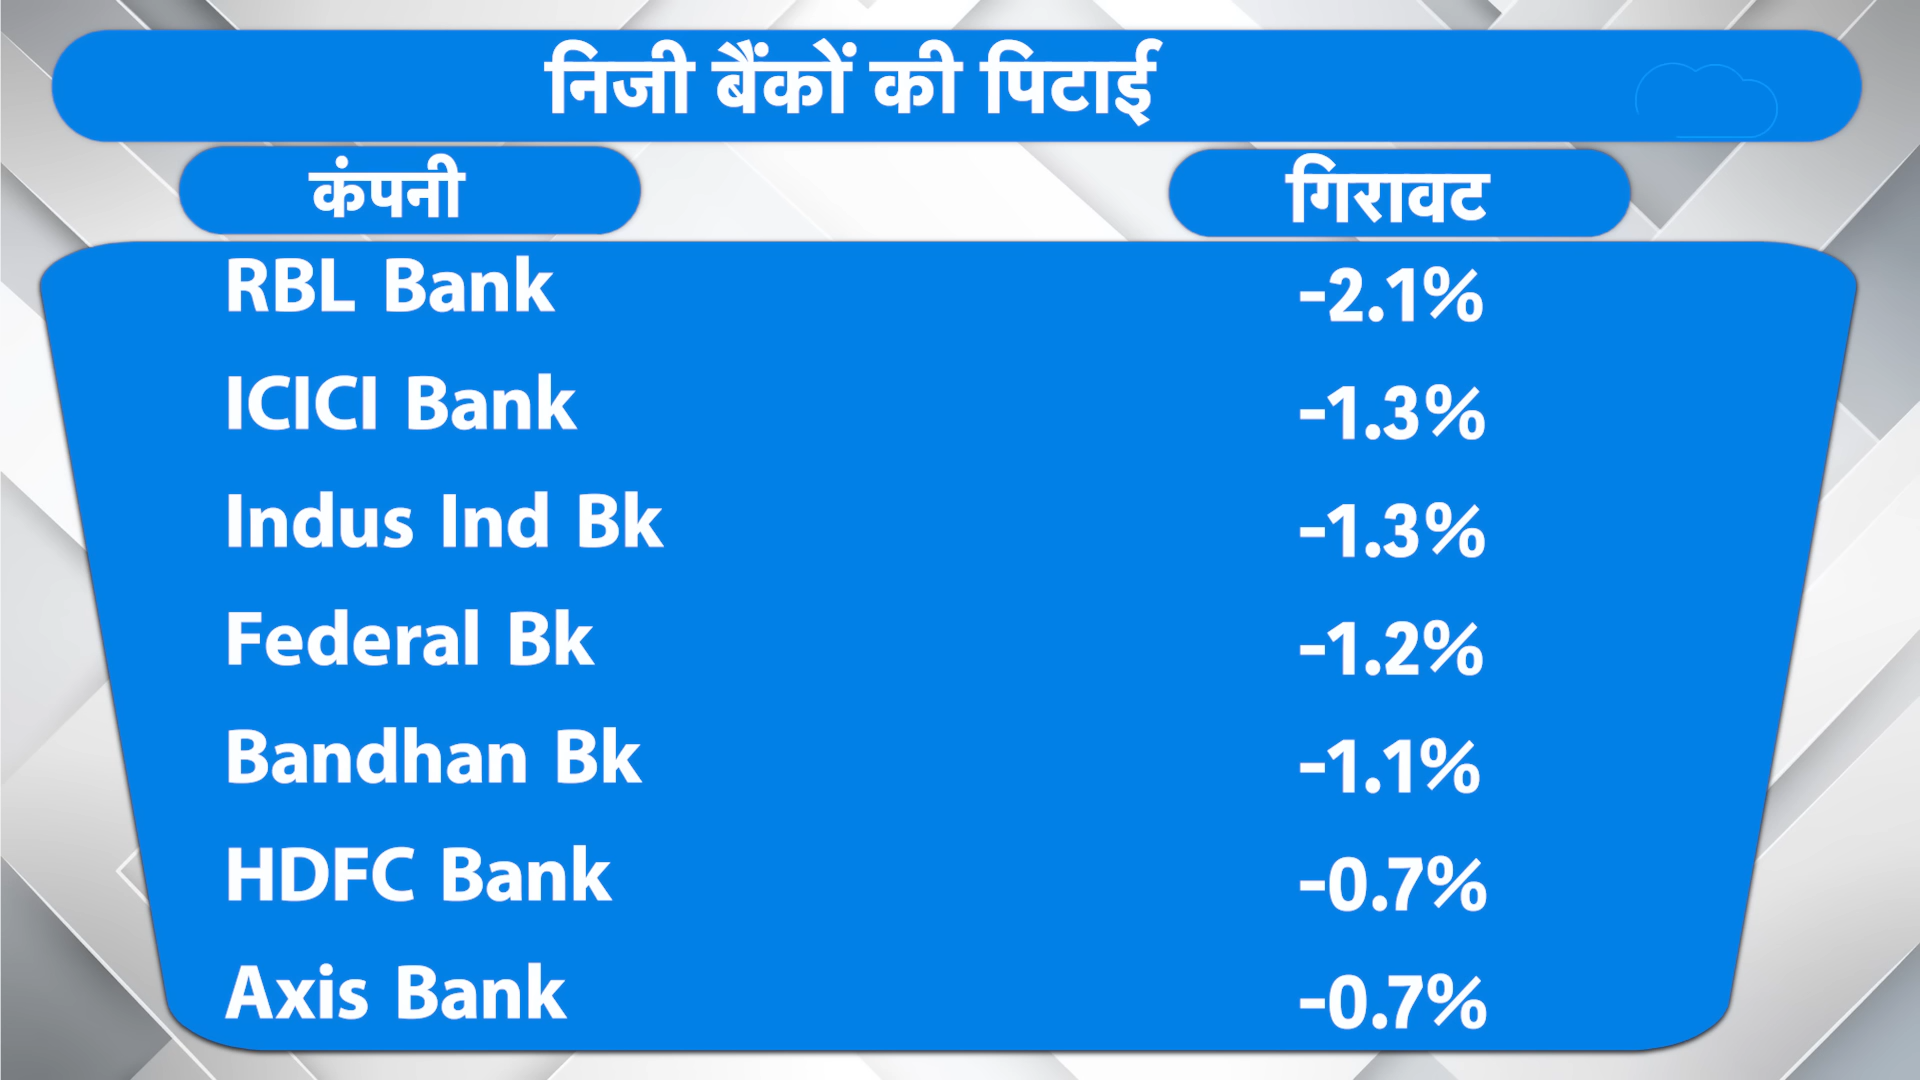 निजी बैंकों की पिटाई
कंपनी गिरावट
RBL Bank -2.1%
ICICI Bank -1.3%
Indus Ind Bk -1.3%
Federal Bk -1.2%
Bandhan Bk -1.1%
HDFC Bank -0.7%
Axis Bank -0.7%